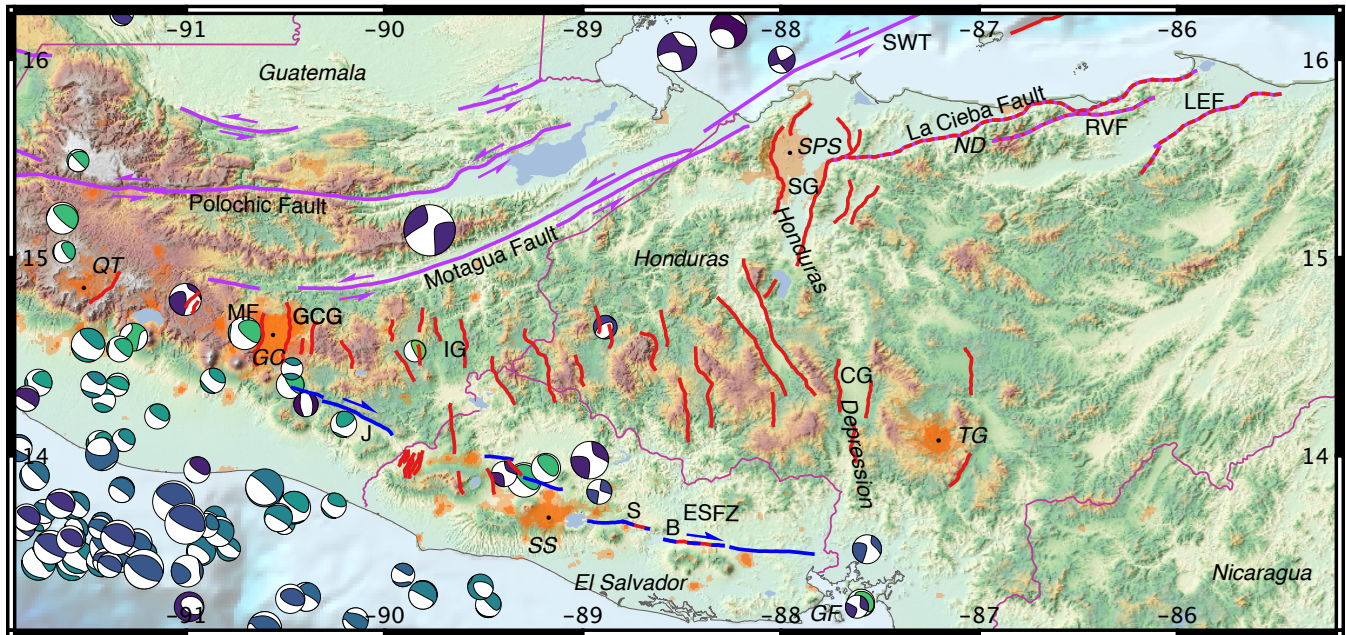 -91 -90 -89 -88 -87 -86
16 SWT 16
Guatemala
La Cieba Fault LEF
RVF
ND
SPS
SG
Polochic Fault
Honduras
15 QT Motagua Fault Honduras 15
MF GCG
GC IG
CG
Depression
J TG
14 14
S ESFZ
B
SS
El Salvador Nicaragua
GF
-91 -90 -89 -88 -87 -86